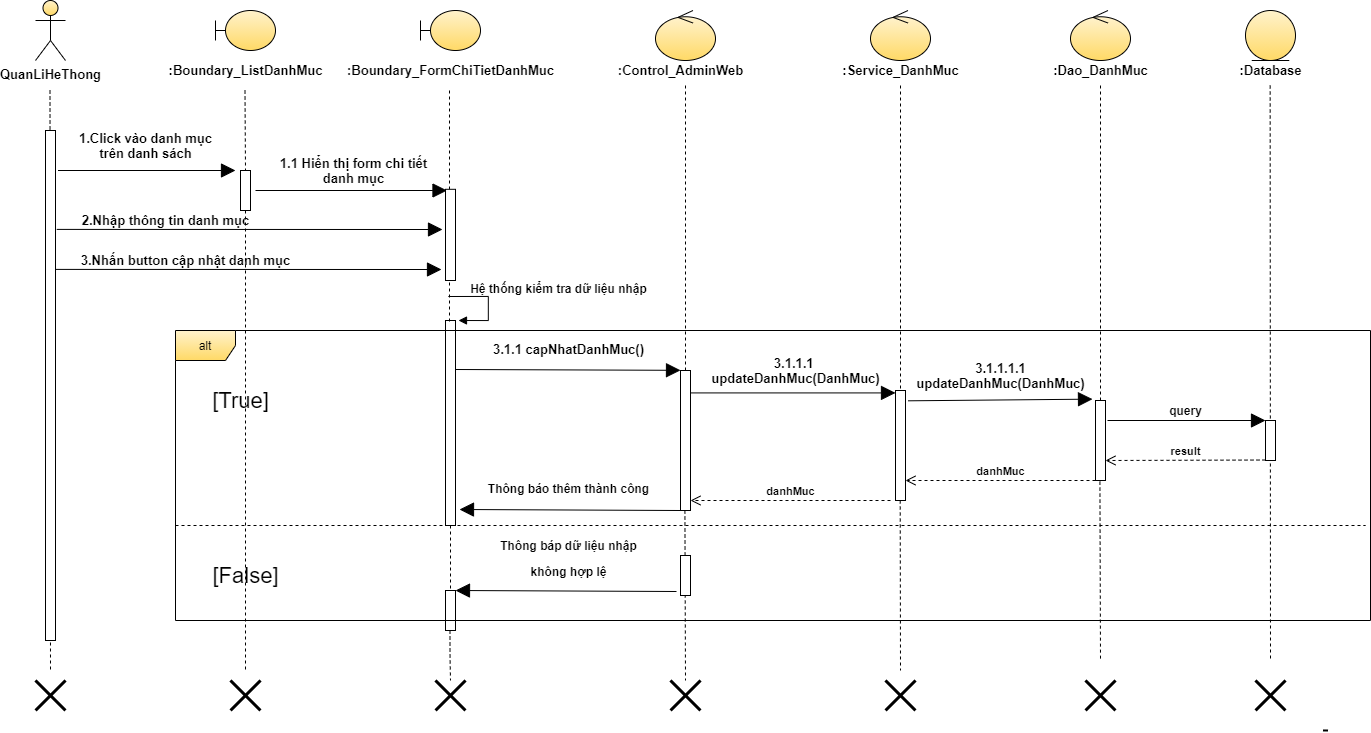 QuanLiHeThong
:Boundary_ListDanhMuc
:Boundary_FormChiTietDanhMuc
:Control_AdminWeb
:Service_DanhMuc
:Dao_DanhMuc
:Database
1.Click vào danh mục
trên danh sách
1.1 Hiển thị form chi tiết
danh mục
2.Nhập thông tin danh mục
3.Nhấn button cập nhật danh mục
Hệ thống kiểm tra dữ liệu nhập
alt
3.1.1 capNhatDanhMuc()
3.1.1.1
updateDanhMuc(DanhMuc)
3.1.1.1.1
updateDanhMuc(DanhMuc)
[True]
query
result
danhMuc
danhMuc
Thông báo thêm thành công
Thông báp dữ liệu nhập
không hợp lệ
[False]
-